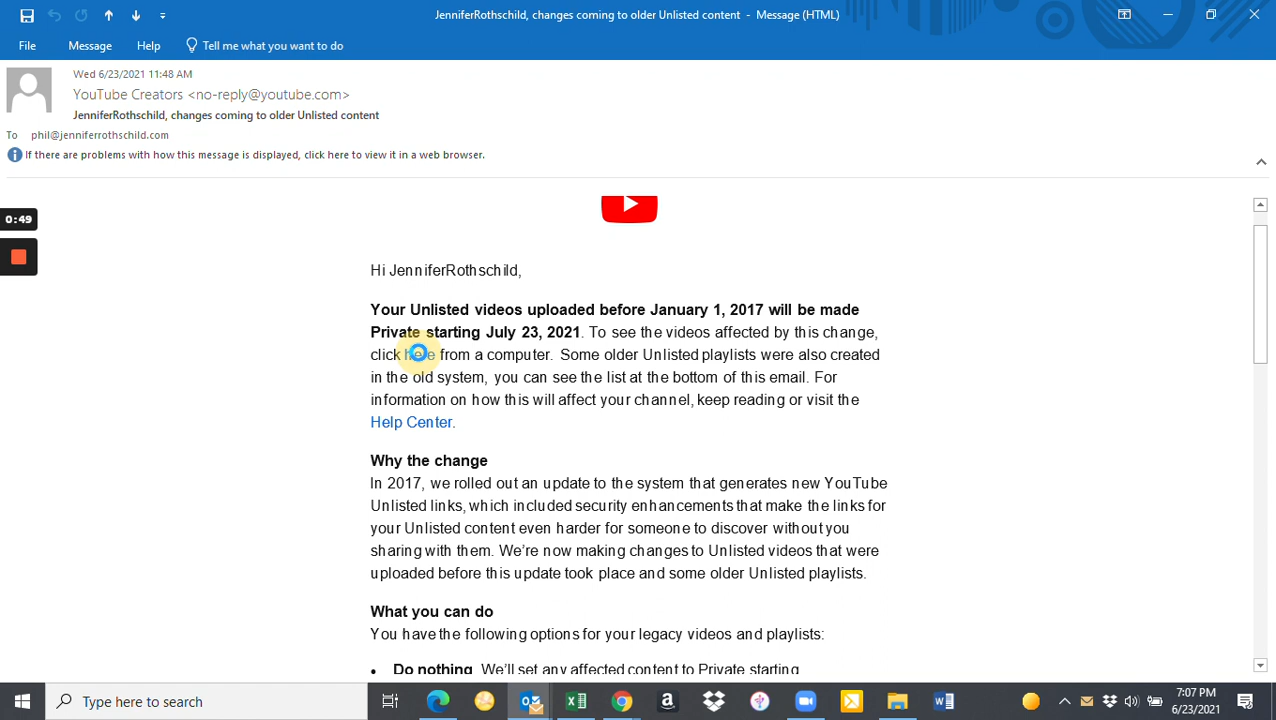 JenniferRothschild, changes coming to older Unlisted content - Message (HTML)
File Message Help Tell me what you want to do
Wed 6/23/2021 11:48 AM
YouTube Creators <no-reply@youtube.com>
JenniferRothschild, changes coming to older Unlisted content
To phil@jenniferrothschild.com
If there are problems with how this message is displayed, click here to view it in a web browser.
0:49
Hi JenniferRothschild,
Your Unlisted videos uploaded before January 1, 2017 will be made
Private starting July 23, 2021. To see the videos affected by this change,
click here from a computer. Some older Unlisted playlists were also created
in the old system, you can see the list at the bottom of this email. For
information on how this will affect your channel, keep reading or visit the
Help Center.
Why the change
In 2017, we rolled out an update to the system that generates new YouTube
Unlisted links, which included security enhancements that make the links for
your Unlisted content even harder for someone to discover without you
sharing with them. We're now making changes to Unlisted videos that were
uploaded before this update took place and some older Unlisted playlists.
What you can do
You have the following options for your legacy videos and playlists:
• Do nothing. We'll set any affected content to Private starting
Type here to search
7:07 PM
6/23/2021